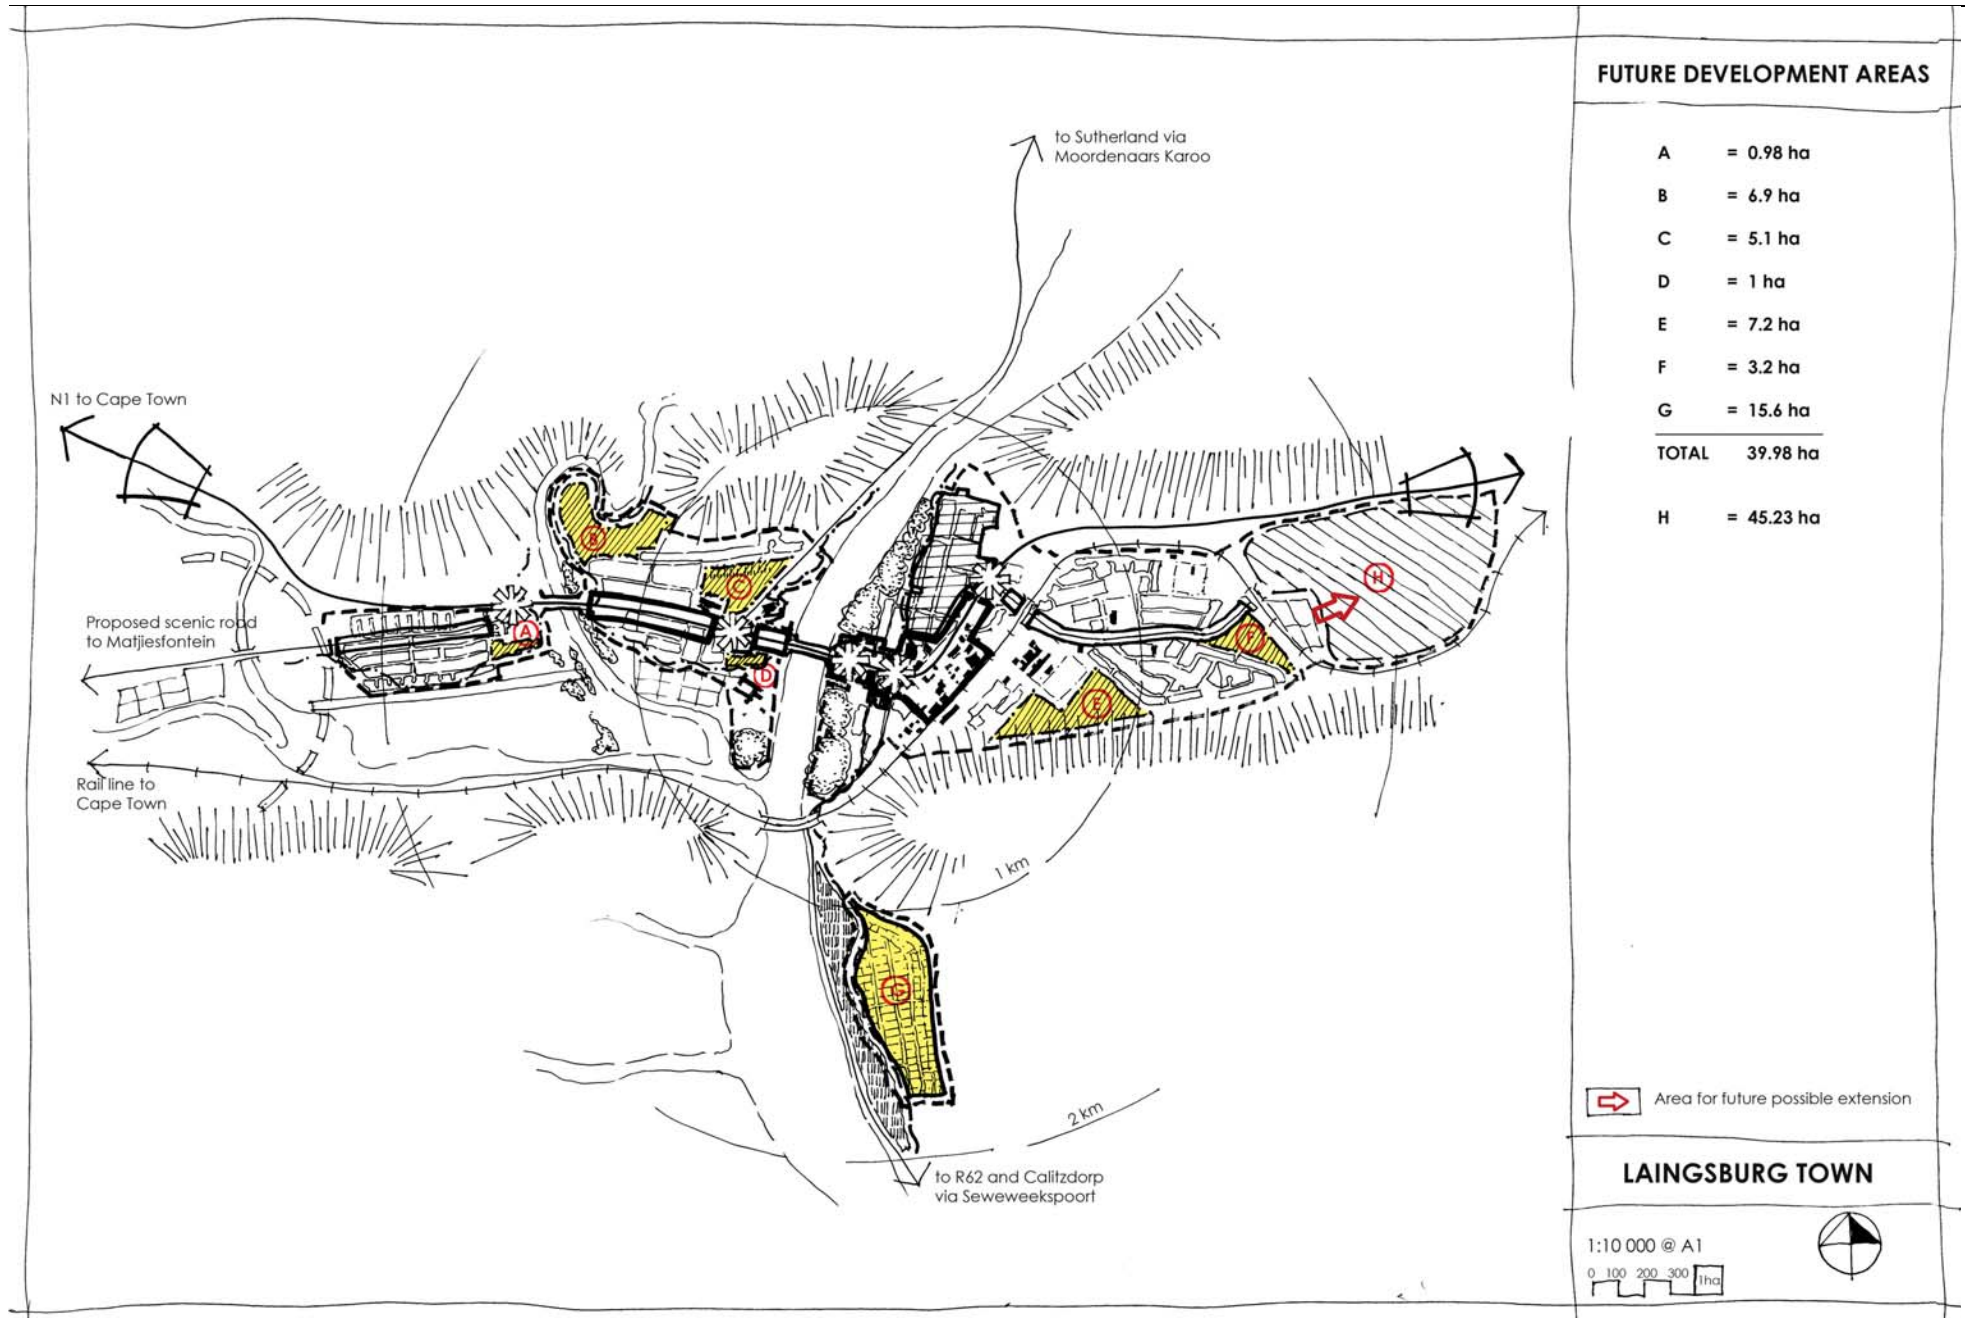 FUTURE DEVELOPMENT AREAS
A = 0.98 ha
B = 6.9 ha
C = 5.1 ha
D = 1 ha
E = 7.2 ha
F = 3.2 ha
G = 15.6 ha
TOTAL 39.98 ha
H = 45.23 ha
to Sutherland via
Moordenaars Karoo
N1 to Cape Town
Proposed scenic road
to Matjiesfontein
Rail line to
Cape Town
A
B
C
D
E
F
G
H
1 km
2 km
to R62 and Calitzdorp
via Seweweekspoort
Area for future possible extension
LAINGSBURG TOWN
1:10 000 @ A1
0 100 200 300 1ha